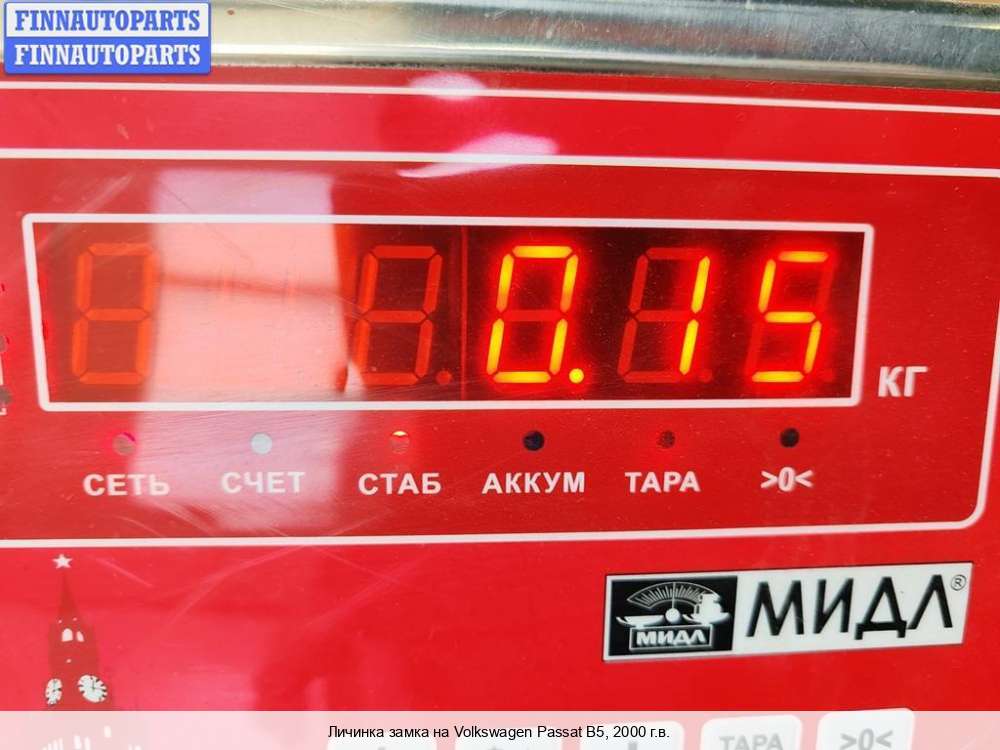 FINNAUTOPARTS
FINNAUTOPARTS
0.15
КГ
СЕТЬ СЧЕТ СТАБ АККУМ ТАРА >0<
МИДЛ МИДЛ®
Личинка замка на Volkswagen Passat B5, 2000 г.в.
ТАРА >0<